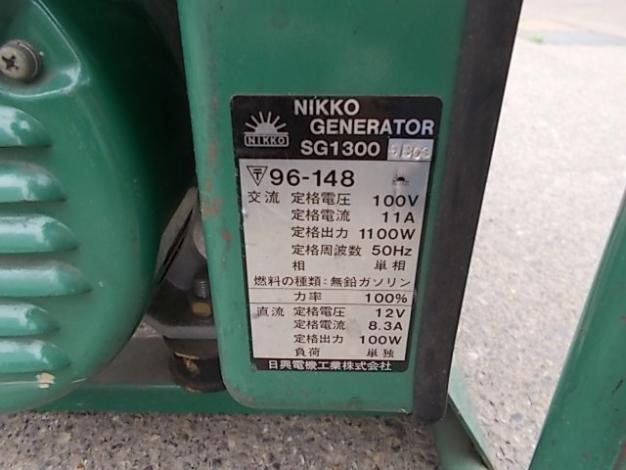 NIKKO
GENERATOR
NIKKO
SG1300
96-148
交流 定格電圧 100V
定格電流 11A
定格出力 1100W
定格周波数 50Hz
相 単相
燃料の種類:無鉛ガソリン
力率 100%
直流 定格電圧 12V
定格電流 8.3A
定格出力 100W
負荷 単独
日興電機工業株式会社